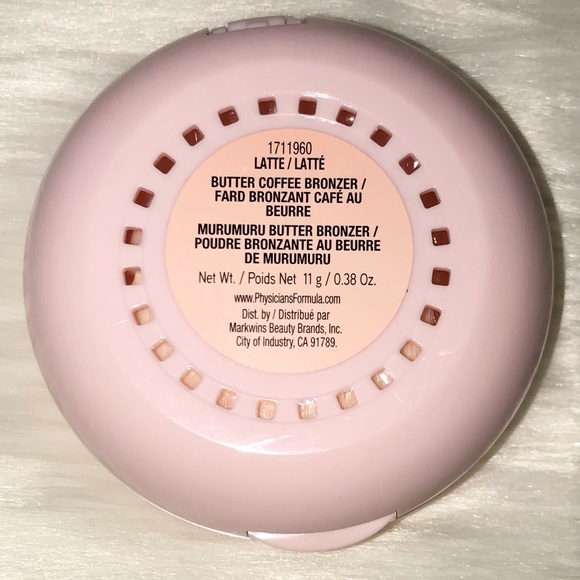 1711960
LATTE / LATTÉ
BUTTER COFFEE BRONZER /
FARD BRONZANT CAFÉ AU
BEURRE
MURUMURU BUTTER BRONZER /
POUDRE BRONZANTE AU BEURRE
DE MURUMURU
Net Wt. / Poids Net 11 g / 0.38 Oz.
www.PhysiciansFormula.com
Dist. by / Distribué par
Markwins Beauty Brands, Inc.
City of Industry, CA 91789.